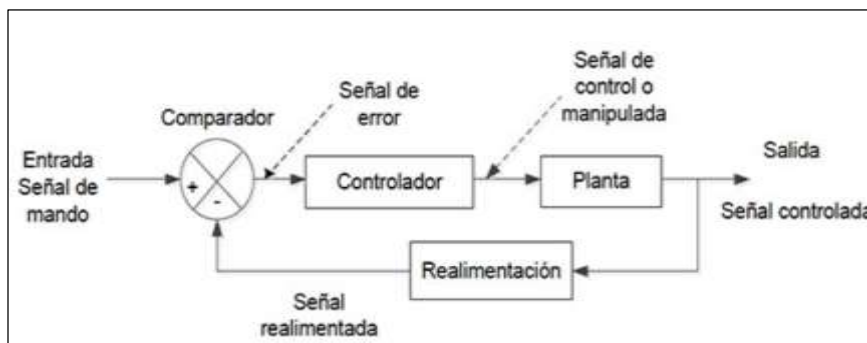 Comparador
Señal de
error
Señal de
control o
manipulada
Entrada
Señal de
mando
+
-
Controlador
Planta
Salida
Señal controlada
Realimentación
Señal
realimentada